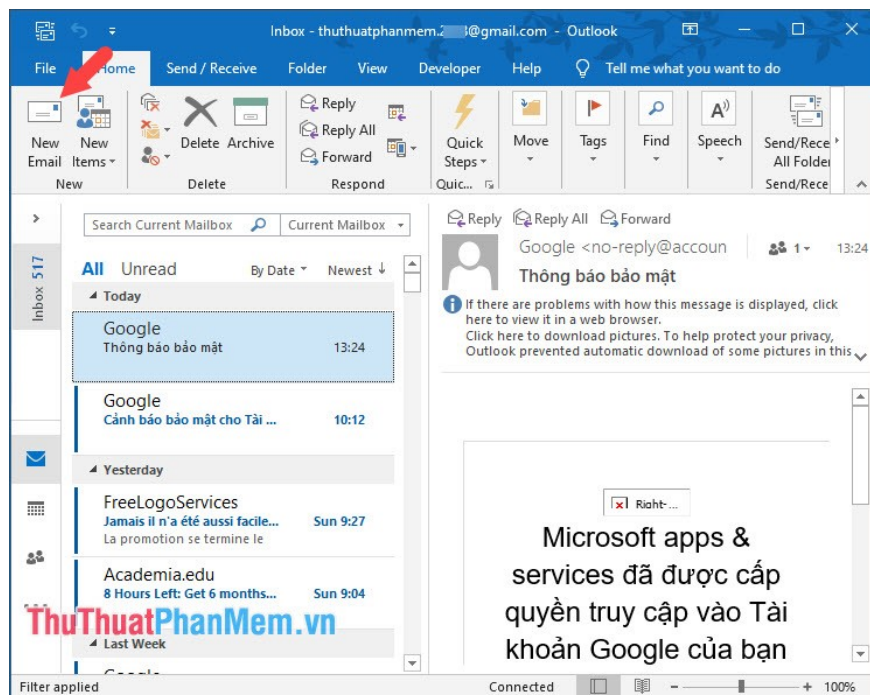 Inbox - thuthuatphanmem.2 8@gmail.com - Outlook
File Home Send / Receive Folder View Developer Help Tell me what you want to do
New Email
New Items
Delete
Archive
Reply
Reply All
Forward
Quick Steps
Move
Tags
Find
Speech
Send/Rece
All Folder
New
Delete
Respond
Quic...
Send/Rece
Search Current Mailbox
Current Mailbox
All Unread
By Date
Newest ↓
Inbox 517
Today
Google
Thông báo bảo mật 13:24
Google
Cảnh báo bảo mật cho Tài ... 10:12
Yesterday
FreeLogoServices
Jamais il n'a été aussi facile... Sun 9:27
La promotion se termine le
Academia.edu
8 Hours Left: Get 6 months... Sun 9:04
ThuThuatPhanMem.vn
Last Week
Reply Reply All Forward
Google <no-reply@accoun
1
13:24
Thông báo bảo mật
If there are problems with how this message is displayed, click
here to view it in a web browser.
Click here to download pictures. To help protect your privacy,
Outlook prevented automatic download of some pictures in this
Right-...
Microsoft apps &
services đã được cấp
quyền truy cập vào Tài
khoản Google của bạn
Filter applied
Connected
100%